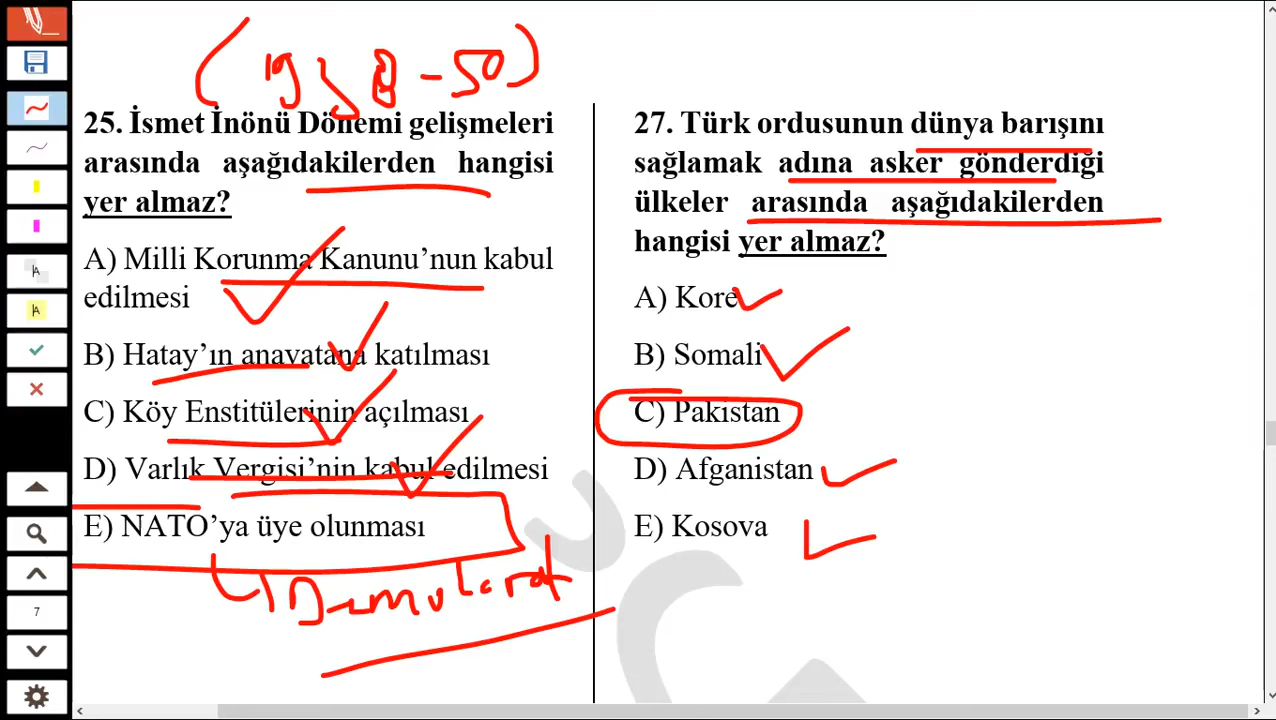 (1938-50)
25. İsmet İnönü Dönemi gelişmeleri
arasında aşağıdakilerden hangisi
yer almaz?
A) Milli Korunma Kanunu’nun kabul
edilmesi
B) Hatay’ın anavatana katılması
C) Köy Enstitülerinin açılması
D) Varlık Vergisi’nin kabul edilmesi
E) NATO’ya üye olunması
27. Türk ordusunun dünya barışını
sağlamak adına asker gönderdiği
ülkeler arasında aşağıdakilerden
hangisi yer almaz?
A) Kore
B) Somali
C) Pakistan
D) Afganistan
E) Kosova
7